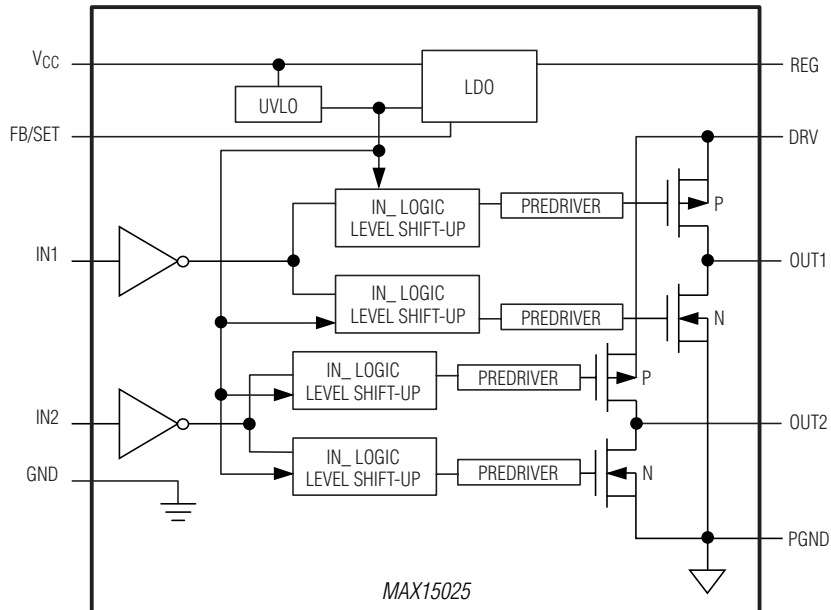 VCC
REG
LDO
UVLO
FB/SET
DRV
IN_ LOGIC
LEVEL SHIFT-UP
PREDRIVER
P
IN1
OUT1
IN_ LOGIC
LEVEL SHIFT-UP
PREDRIVER
N
IN_ LOGIC
LEVEL SHIFT-UP
PREDRIVER
P
IN2
OUT2
IN_ LOGIC
LEVEL SHIFT-UP
PREDRIVER
N
GND
PGND
MAX15025